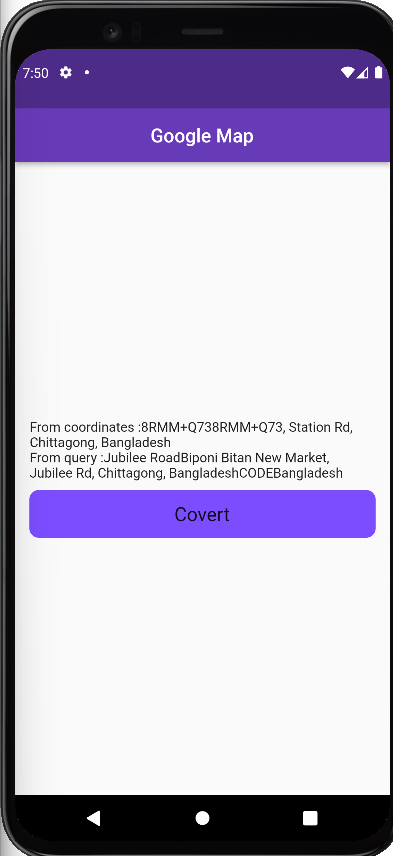 7:50
Google Map
From coordinates :8RMM+Q738RMM+Q73, Station Rd,
Chittagong, Bangladesh
From query :Jubilee RoadBiponi Bitan New Market,
Jubilee Rd, Chittagong, BangladeshCODEBangladesh
Covert